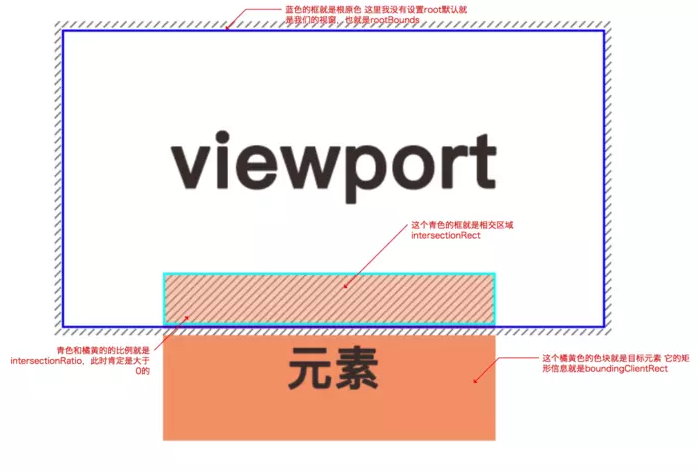 蓝色的框就是根原色 这里我没有设置root默认就
是我们的视窗，也就是rootBounds
viewport
这个青色的框就是相交区域
intersectionRect
青色和橘黄的的比例就是
intersectionRatio，此时肯定是大于
0的
元素
这个橘黄色的色块就是目标元素 它的矩
形信息就是boundingClientRect